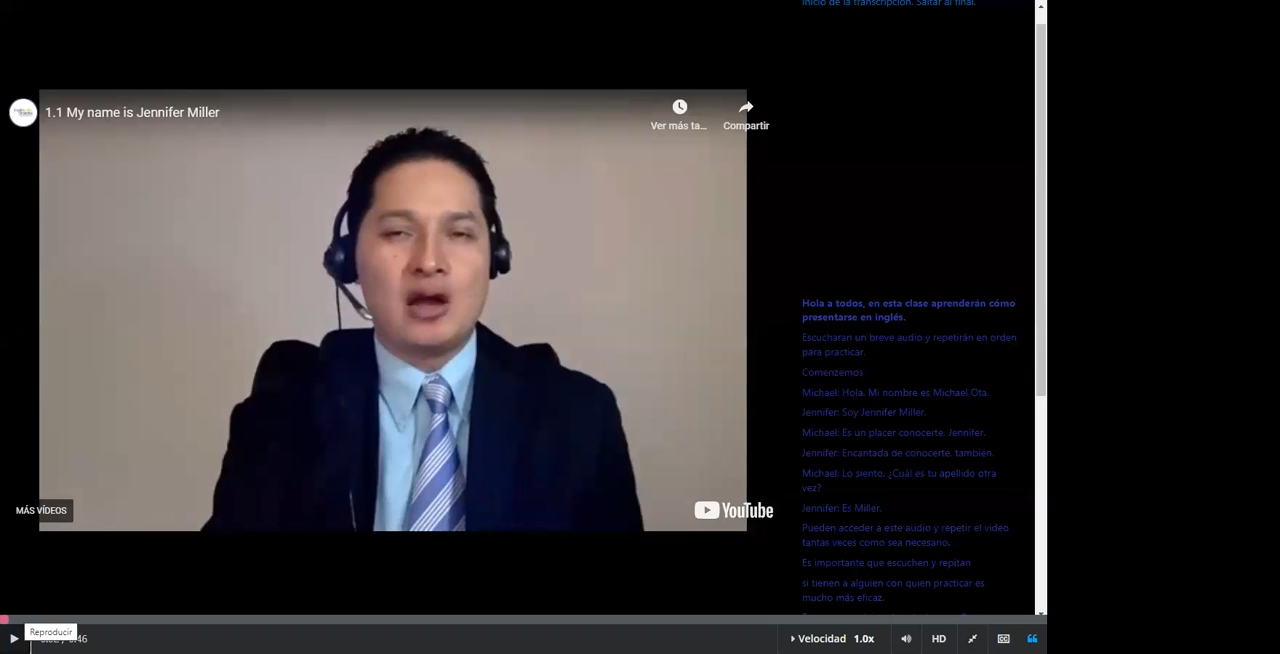 Inicio de la transcripción. Saltar al final.
1.1 My name is Jennifer Miller
Ver más ta...
Compartir
Hola a todos, en esta clase aprenderán cómo
presentarse en inglés.
Escucharan un breve audio y repetirán en orden
para practicar.
Comenzemos
Michael: Hola. Mi nombre es Michael Ota.
Jennifer: Soy Jennifer Miller.
Michael: Es un placer conocerte. Jennifer.
Jennifer: Encantada de conocerte. también.
Michael: Lo siento. ¿Cuál es tu apellido otra
vez?
Jennifer: Es Miller.
Pueden acceder a este audio y repetir el video
tantas veces como sea necesario.
Es importante que escuchen y repitan
si tienen a alguien con quien practicar es
mucho más eficaz.
MÁS VÍDEOS
YouTube
Reproducir
Velocidad 1.0x
HD
CC